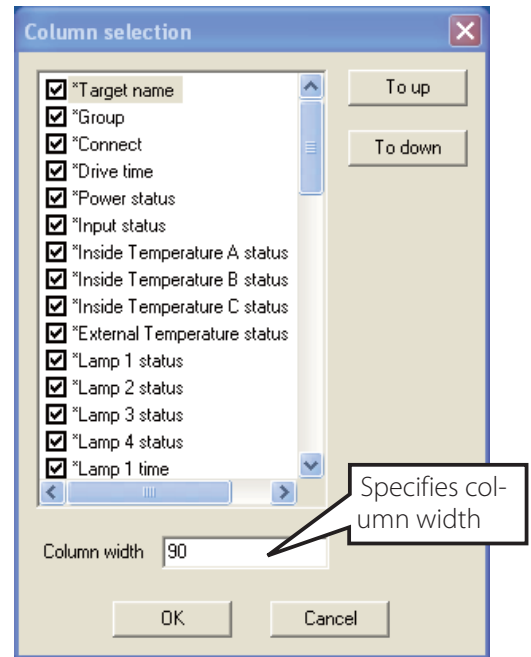 Column selection
*Target name
*Group
*Connect
*Drive time
*Power status
*Input status
*Inside Temperature A status
*Inside Temperature B status
*Inside Temperature C status
*External Temperature status
*Lamp 1 status
*Lamp 2 status
*Lamp 3 status
*Lamp 4 status
*Lamp 1 time
To up
To down
Specifies col-
umn width
Column width 90
OK Cancel